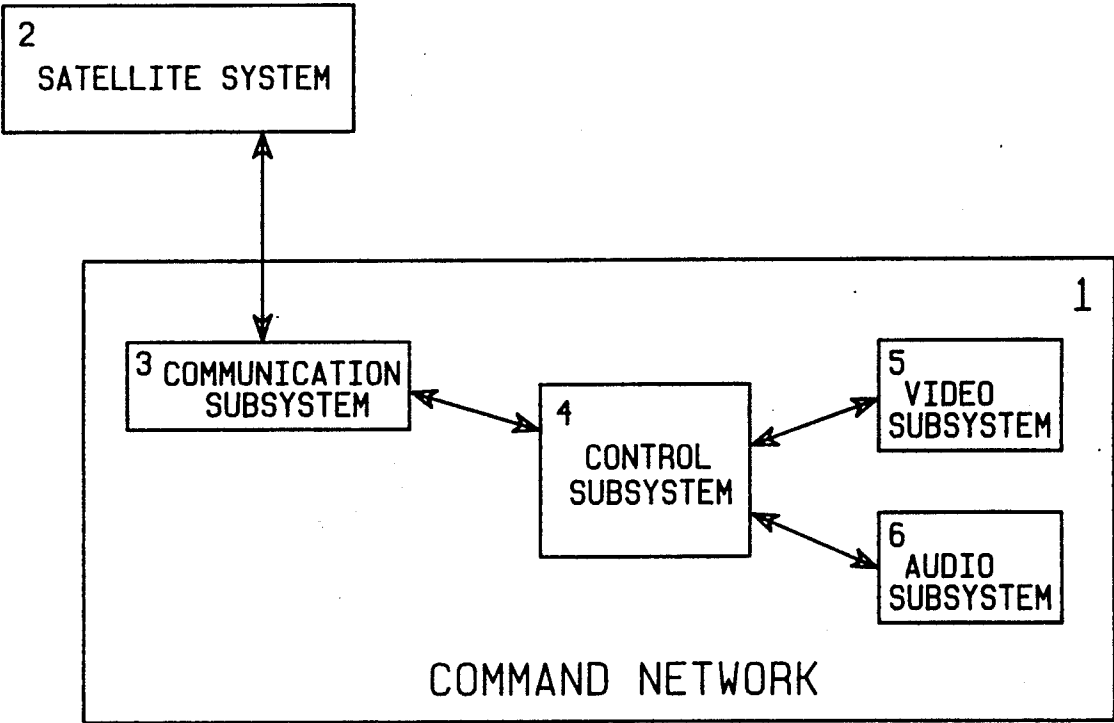 2
SATELLITE SYSTEM
1
3 COMMUNICATION
SUBSYSTEM
4
CONTROL
SUBSYSTEM
5
VIDEO
SUBSYSTEM
6
AUDIO
SUBSYSTEM
COMMAND NETWORK